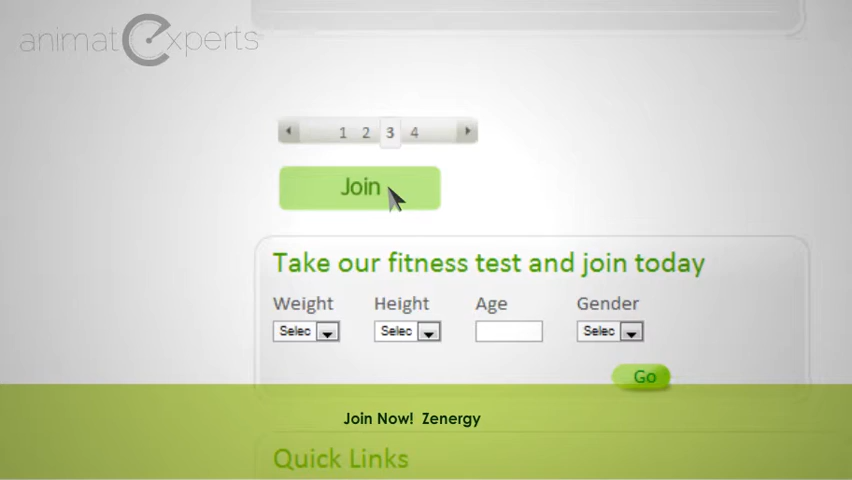 animatexperts
1 2 3 4
Join
Take our fitness test and join today
Weight Height Age Gender
Selec Selec Selec
Go
Join Now! Zenergy
Quick Links